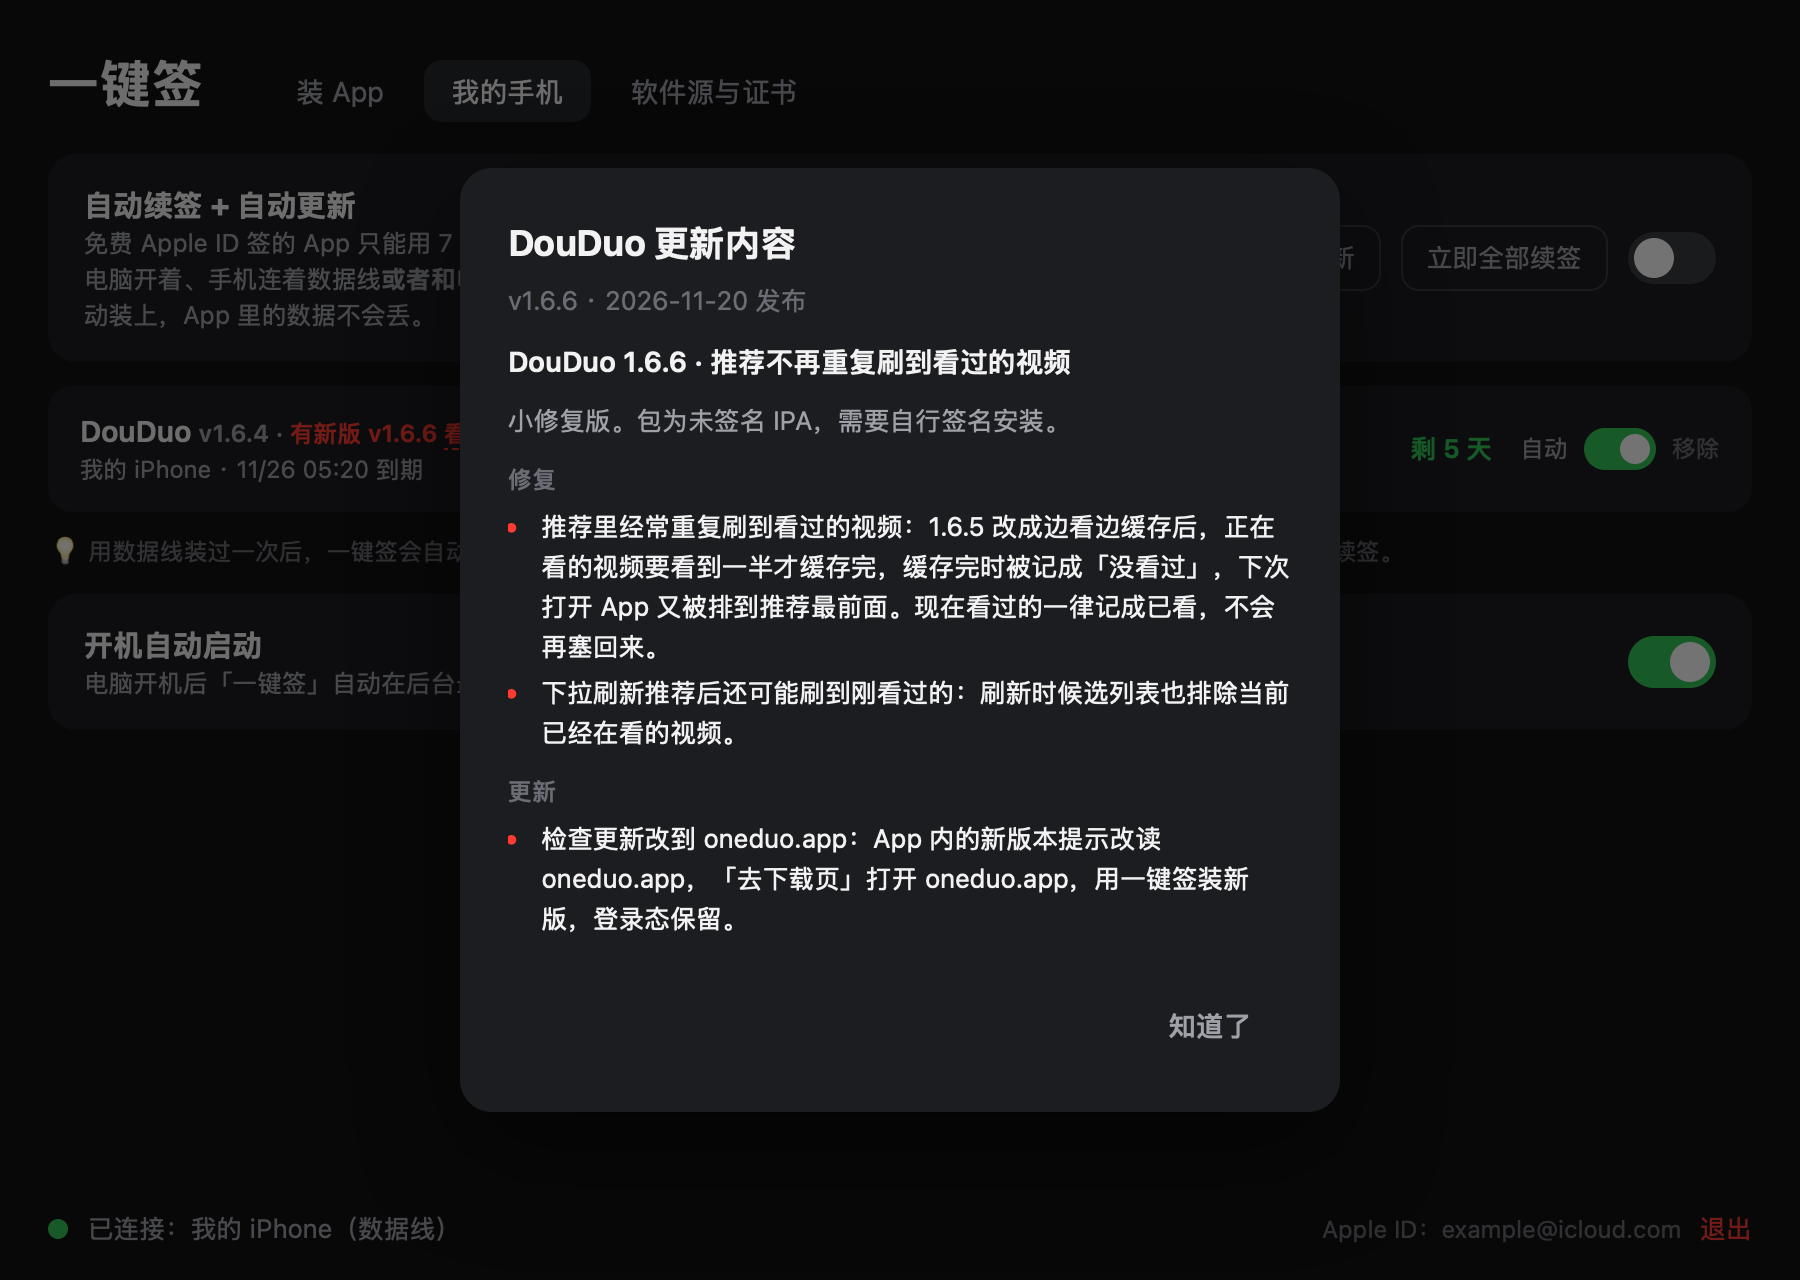 一键签
装 App
我的手机
软件源与证书
自动续签 + 自动更新
免费 Apple ID 签的 App 只能用 7
电脑开着、手机连着数据线或者和
动装上，App 里的数据不会丢。
新
立即全部续签
DouDuo v1.6.4 · 有新版 v1.6.6 看
我的 iPhone · 11/26 05:20 到期
剩 5 天
自动
移除
用数据线装过一次后，一键签会自动
续签。
开机自动启动
电脑开机后「一键签」自动在后台
DouDuo 更新内容
v1.6.6 · 2026-11-20 发布
DouDuo 1.6.6 · 推荐不再重复刷到看过的视频
小修复版。包为未签名 IPA，需要自行签名安装。
修复
推荐里经常重复刷到看过的视频：1.6.5 改成边看边缓存后，正在
看的视频要看到一半才缓存完，缓存完时被记成「没看过」，下次
打开 App 又被排到推荐最前面。现在看过的一律记成已看，不会
再塞回来。
下拉刷新推荐后还可能刷到刚看过的：刷新时候选列表也排除当前
已经在看的视频。
更新
检查更新改到 oneduo.app：App 内的新版本提示改读
oneduo.app，「去下载页」打开 oneduo.app，用一键签装新
版，登录态保留。
知道了
已连接：我的 iPhone（数据线）
Apple ID：example@icloud.com
退出